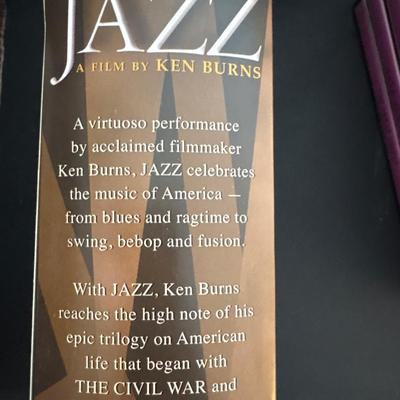 JAZZ
A FILM BY KEN BURNS
A virtuoso performance
by acclaimed filmmaker
Ken Burns, JAZZ celebrates
the music of America —
from blues and ragtime to
swing, bebop and fusion.
With JAZZ, Ken Burns
reaches the high note of his
epic trilogy on American
life that began with
THE CIVIL WAR and